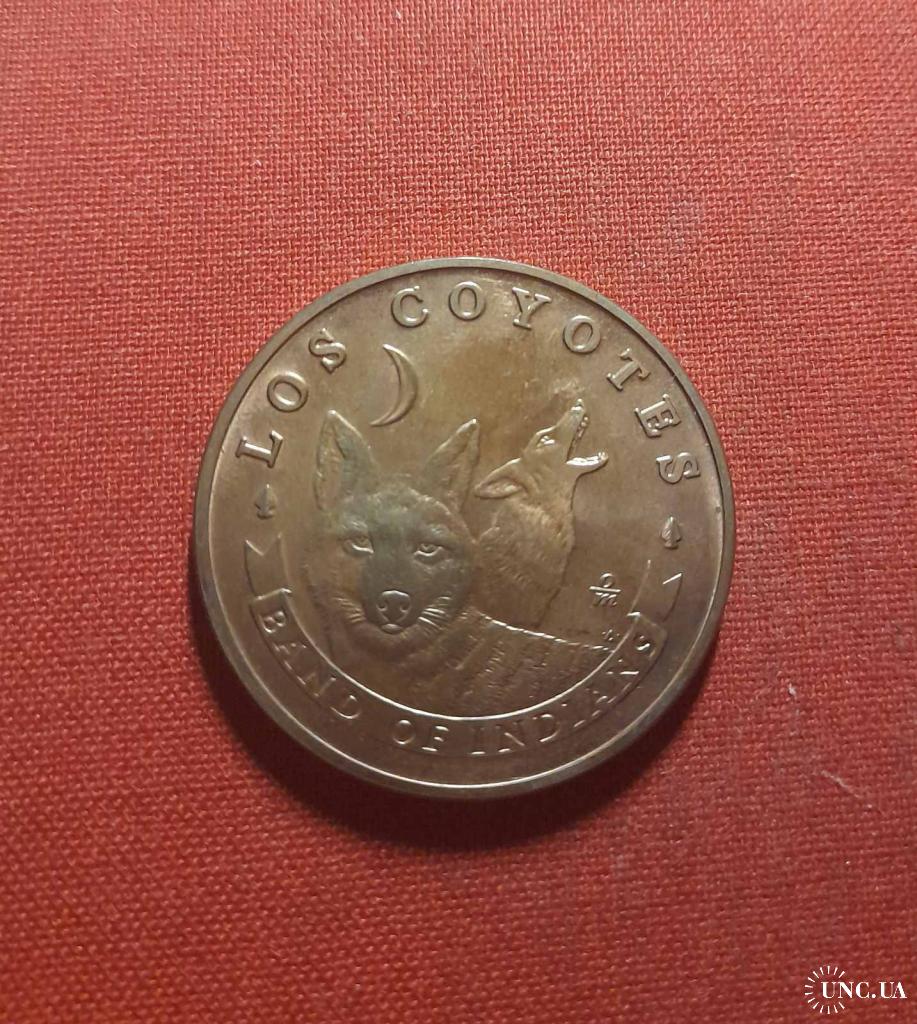 LOS COYOTES
O
m
BAND OF INDIANS
UNC.UA